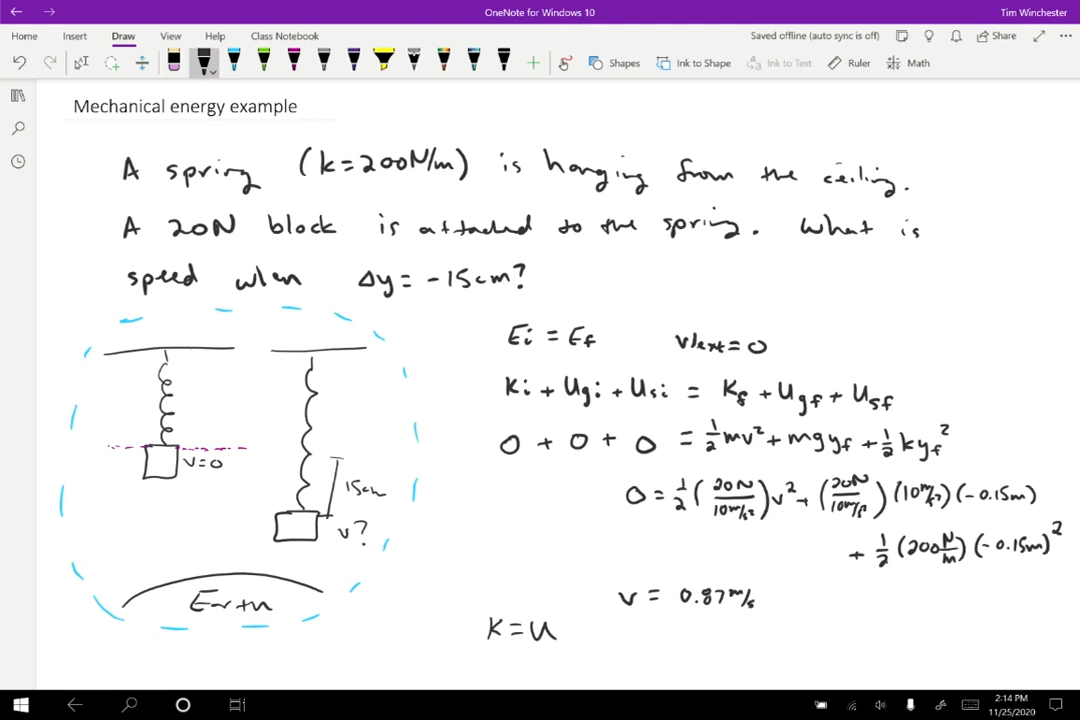 OneNote for Windows 10
Tim Winchester
Home Insert Draw View Help Class Notebook
Saved offline (auto sync is off) Share
Shapes Ink to Shape Ink to Text Ruler Math
Mechanical energy example
A spring (k=200N/m) is hanging from the ceiling.
A 20N block is attached to the spring. What is
speed when Δy = -15cm?
Ei = Ef Wext = 0
Ki + Ugi + Usi = Kf + Ugf + Usf
0 + 0 + 0 = ½mv² + mgyf + ½kyf²
0 = ½(20N/10m/s²)v² + (20N/10m/s²)(10m/s²)(-0.15m)
+ ½(200N/m)(-0.15m)²
v = 0.87m/s
K = U
v=0
15cm
v?
Earth
2:14 PM
11/25/2020